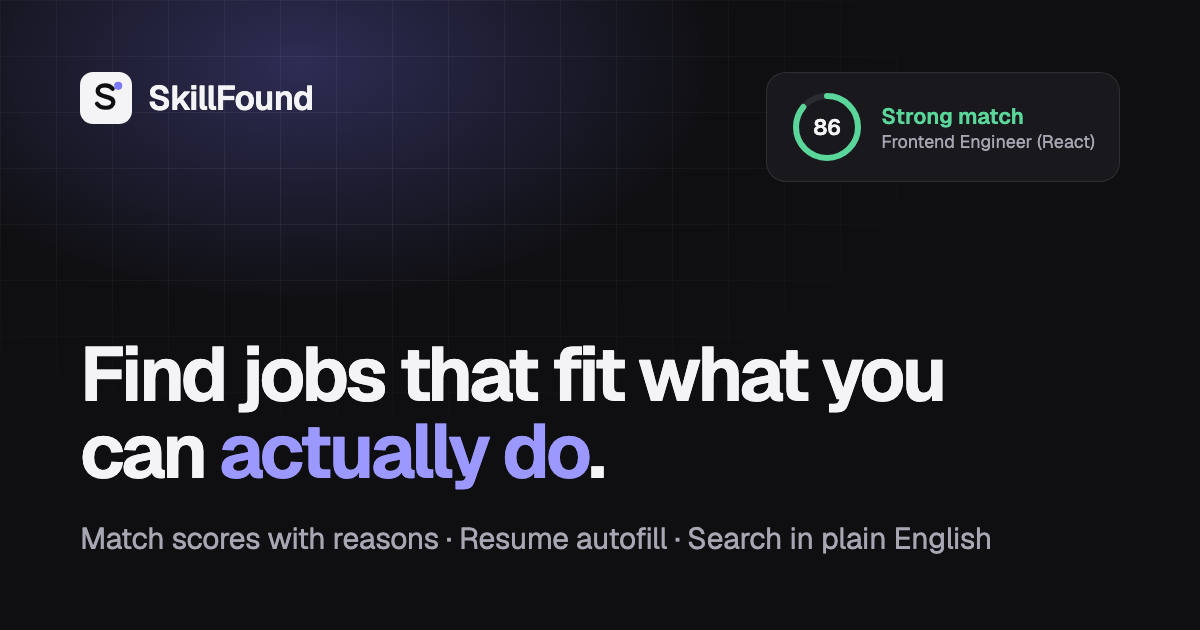 S
SkillFound
86
Strong match
Frontend Engineer (React)
Find jobs that fit what you
can actually do.
Match scores with reasons · Resume autofill · Search in plain English